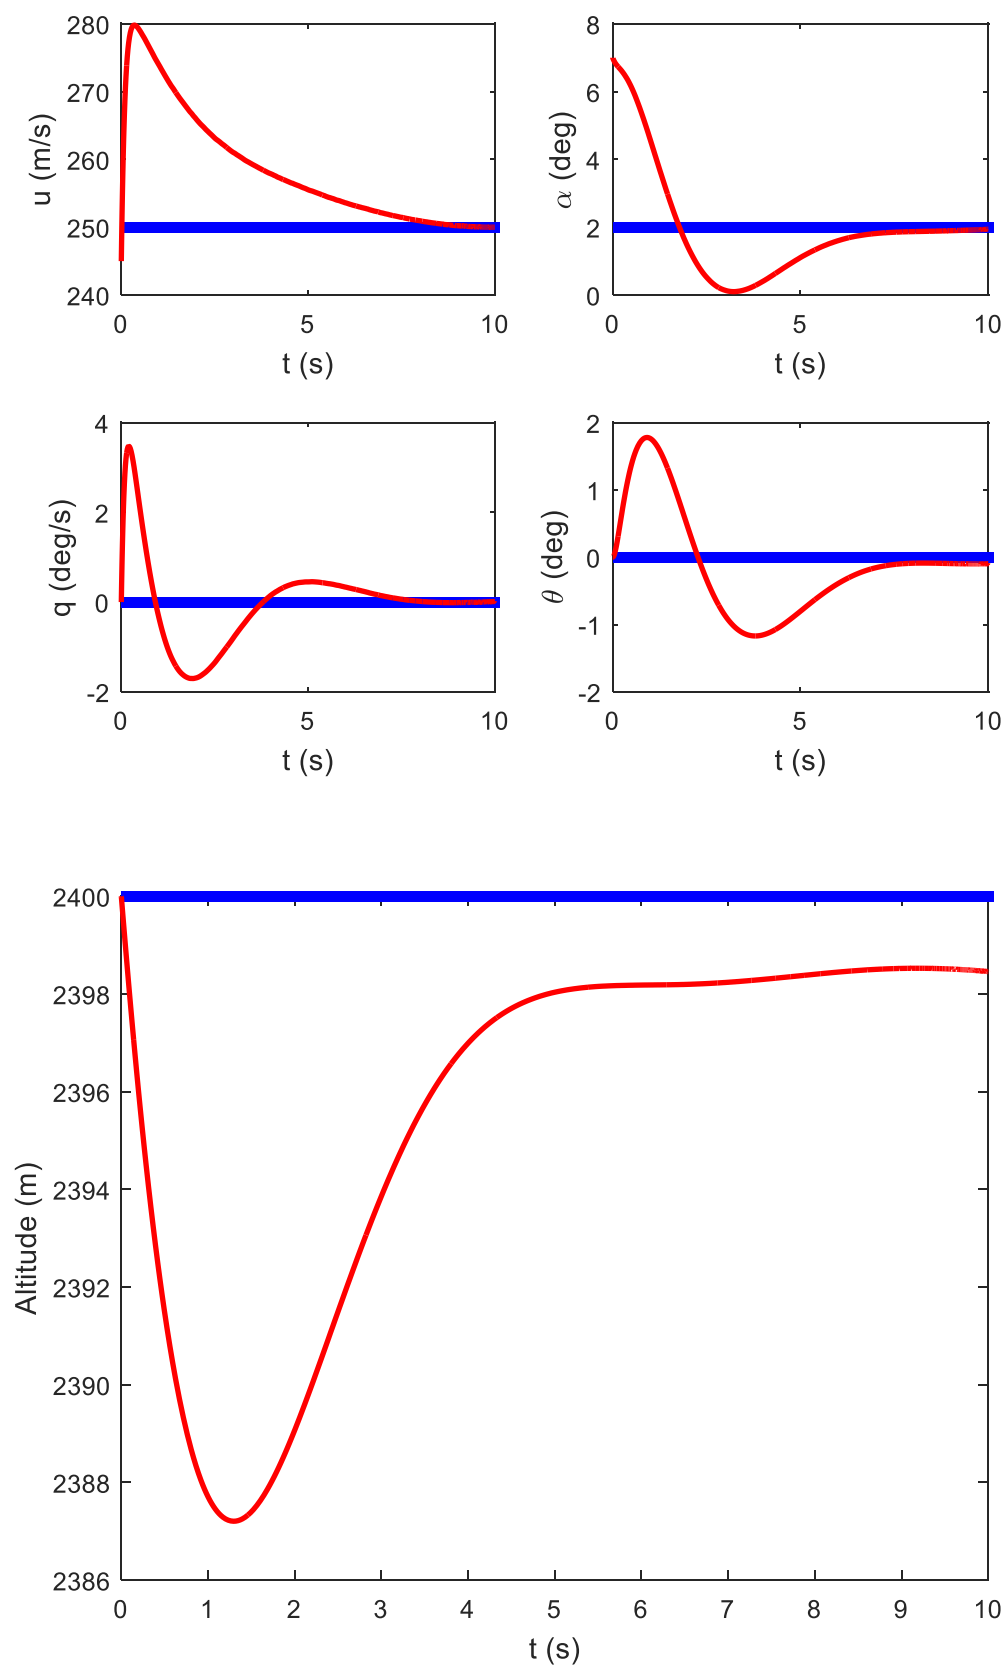 280
270
260
250
240
u (m/s)
0 5 10
t (s)
8
6
4
2
0
α (deg)
0 5 10
t (s)
4
2
0
-2
q (deg/s)
0 5 10
t (s)
2
1
0
-1
-2
θ (deg)
0 5 10
t (s)
2400
2398
2396
2394
2392
2390
2388
2386
Altitude (m)
0 1 2 3 4 5 6 7 8 9 10
t (s)